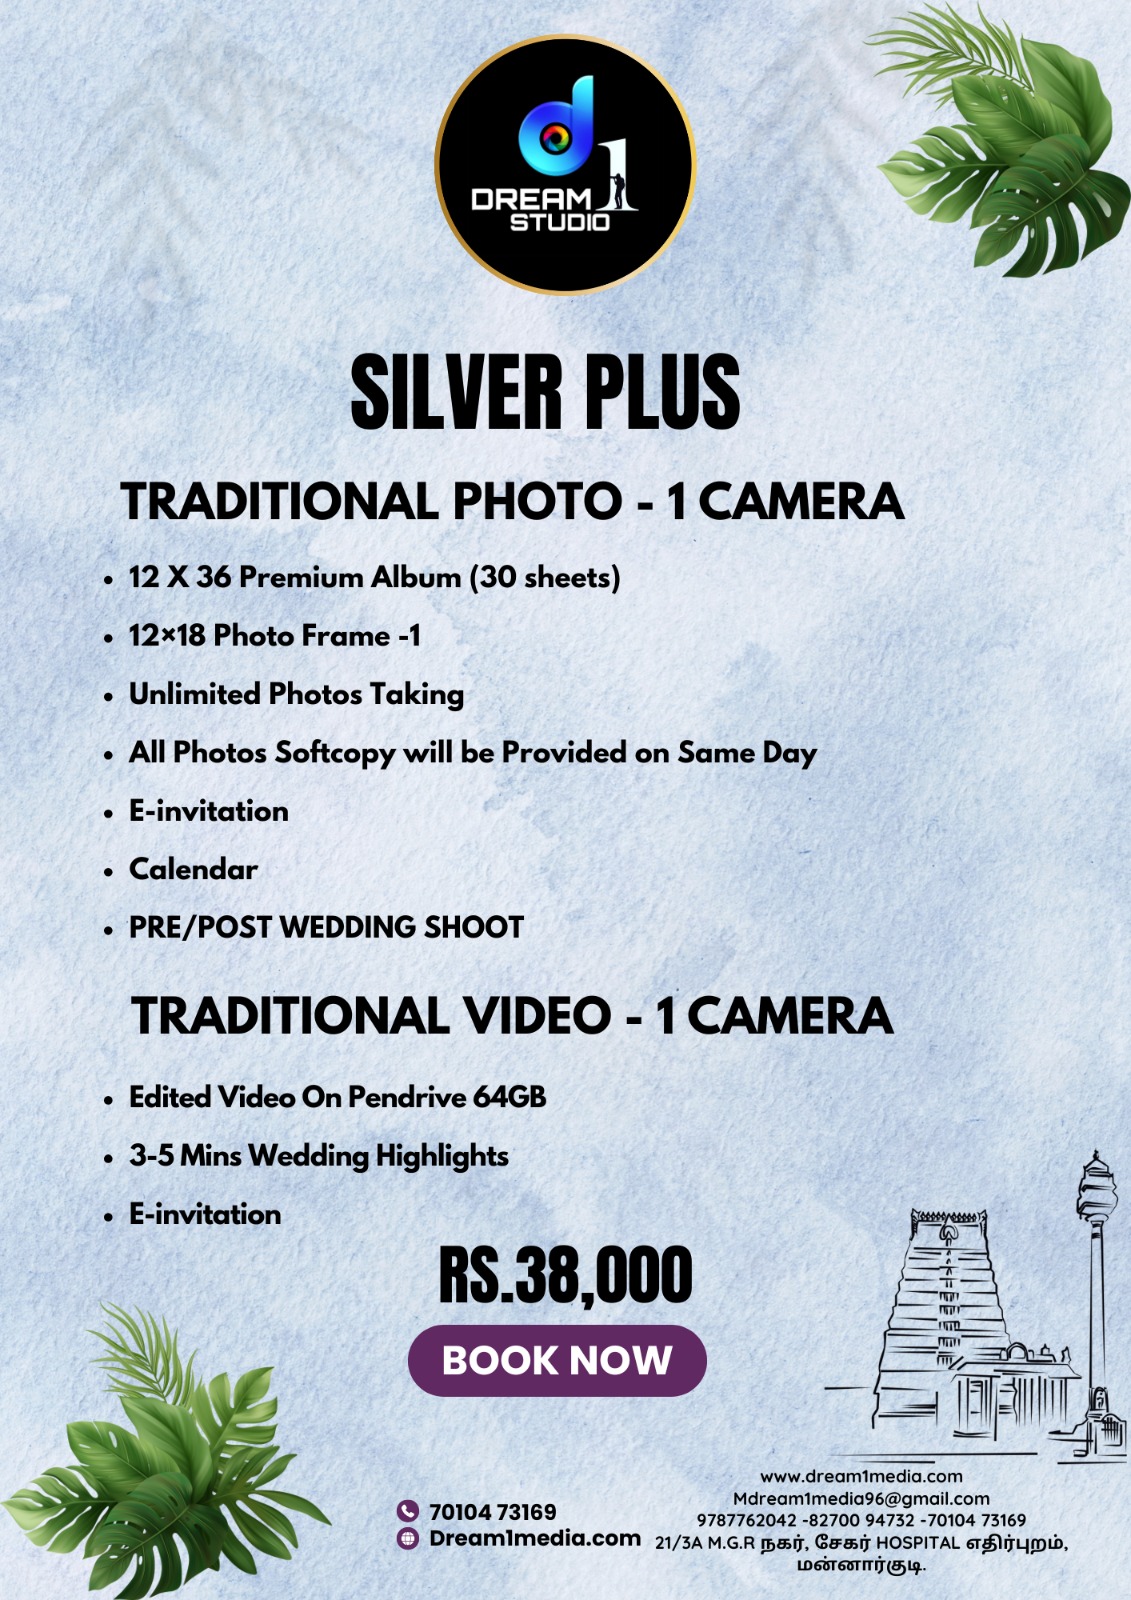 d
1
DREAM
STUDIO
SILVER PLUS
TRADITIONAL PHOTO - 1 CAMERA
• 12 X 36 Premium Album (30 sheets)
• 12×18 Photo Frame -1
• Unlimited Photos Taking
• All Photos Softcopy will be Provided on Same Day
• E-invitation
• Calendar
• PRE/POST WEDDING SHOOT
TRADITIONAL VIDEO - 1 CAMERA
• Edited Video On Pendrive 64GB
• 3-5 Mins Wedding Highlights
• E-invitation
RS.38,000
BOOK NOW
70104 73169
Dream1media.com
www.dream1media.com
Mdream1media96@gmail.com
9787762042 -82700 94732 -70104 73169
21/3A M.G.R நகர், சேகர் HOSPITAL எதிர்புறம்,
மன்னார்குடி.